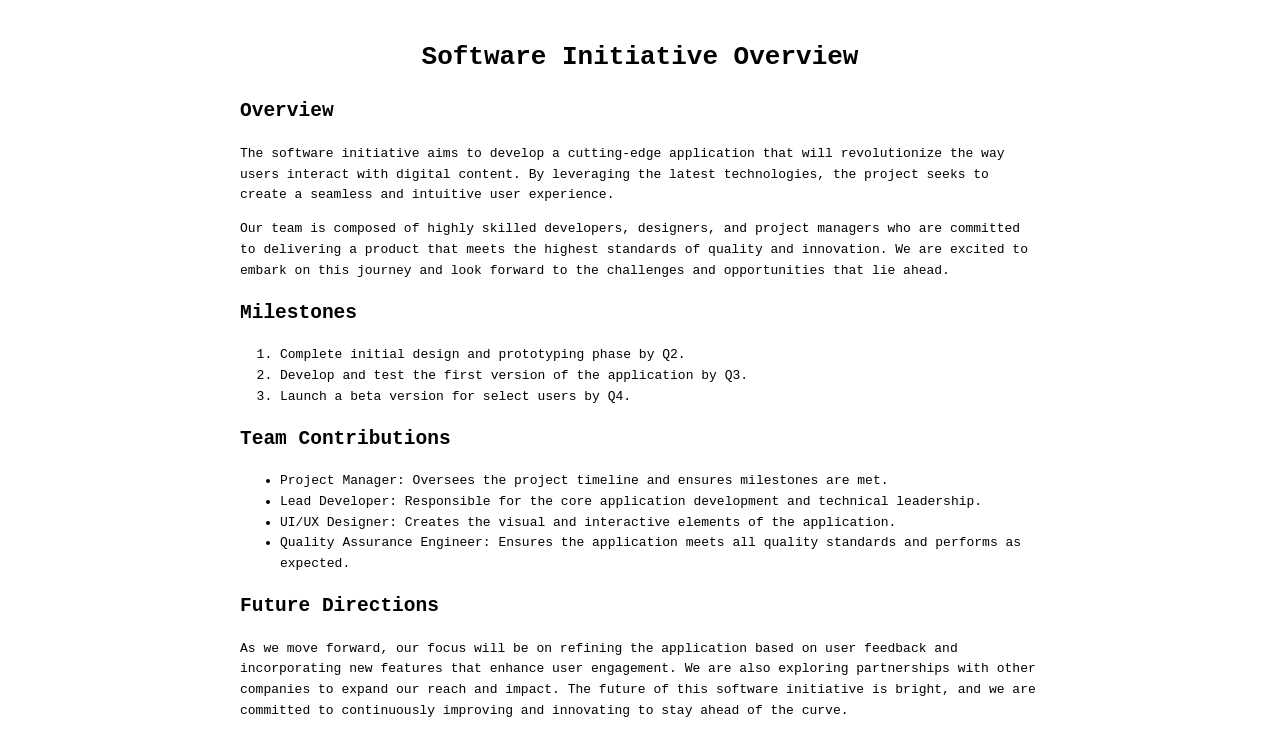 Software Initiative Overview
Overview
The software initiative aims to develop a cutting-edge application that will revolutionize the way
users interact with digital content. By leveraging the latest technologies, the project seeks to
create a seamless and intuitive user experience.
Our team is composed of highly skilled developers, designers, and project managers who are committed
to delivering a product that meets the highest standards of quality and innovation. We are excited to
embark on this journey and look forward to the challenges and opportunities that lie ahead.
Milestones
1. Complete initial design and prototyping phase by Q2.
2. Develop and test the first version of the application by Q3.
3. Launch a beta version for select users by Q4.
Team Contributions
• Project Manager: Oversees the project timeline and ensures milestones are met.
• Lead Developer: Responsible for the core application development and technical leadership.
• UI/UX Designer: Creates the visual and interactive elements of the application.
• Quality Assurance Engineer: Ensures the application meets all quality standards and performs as
expected.
Future Directions
As we move forward, our focus will be on refining the application based on user feedback and
incorporating new features that enhance user engagement. We are also exploring partnerships with other
companies to expand our reach and impact. The future of this software initiative is bright, and we are
committed to continuously improving and innovating to stay ahead of the curve.